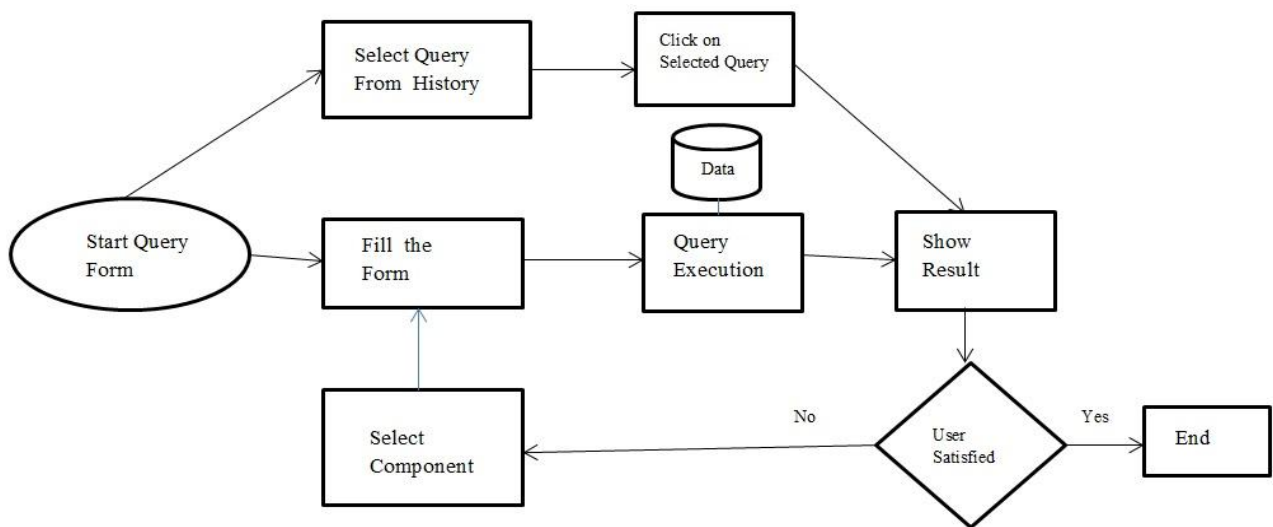 Select Query
From History
Click on
Selected Query
Data
Start Query
Form
Fill the
Form
Query
Execution
Show
Result
Select
Component
No
User
Satisfied
Yes
End